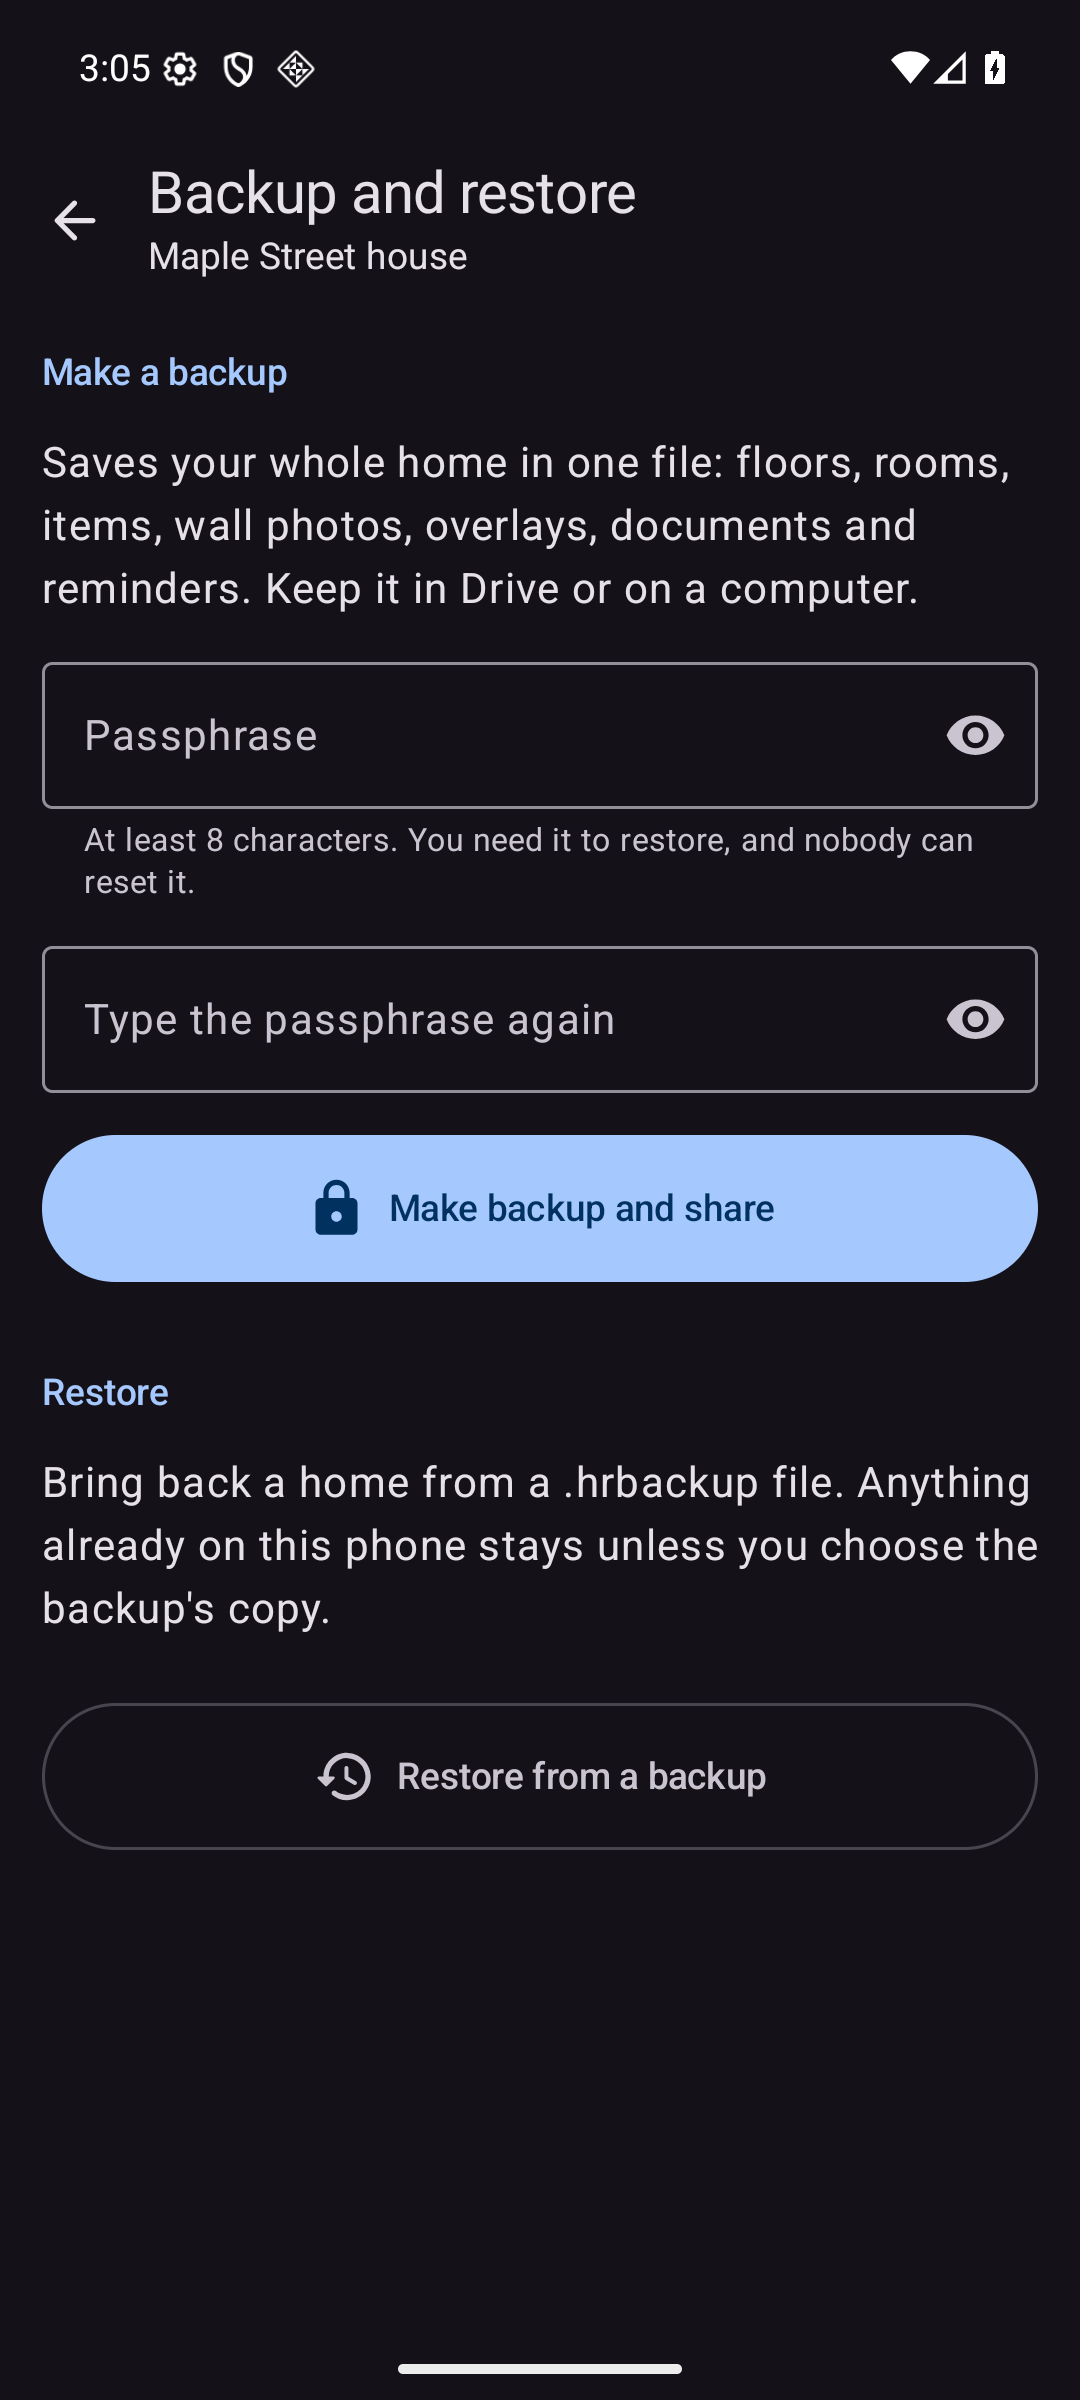 3:05
Backup and restore
Maple Street house
Make a backup
Saves your whole home in one file: floors, rooms,
items, wall photos, overlays, documents and
reminders. Keep it in Drive or on a computer.
Passphrase
At least 8 characters. You need it to restore, and nobody can
reset it.
Type the passphrase again
Make backup and share
Restore
Bring back a home from a .hrbackup file. Anything
already on this phone stays unless you choose the
backup's copy.
Restore from a backup